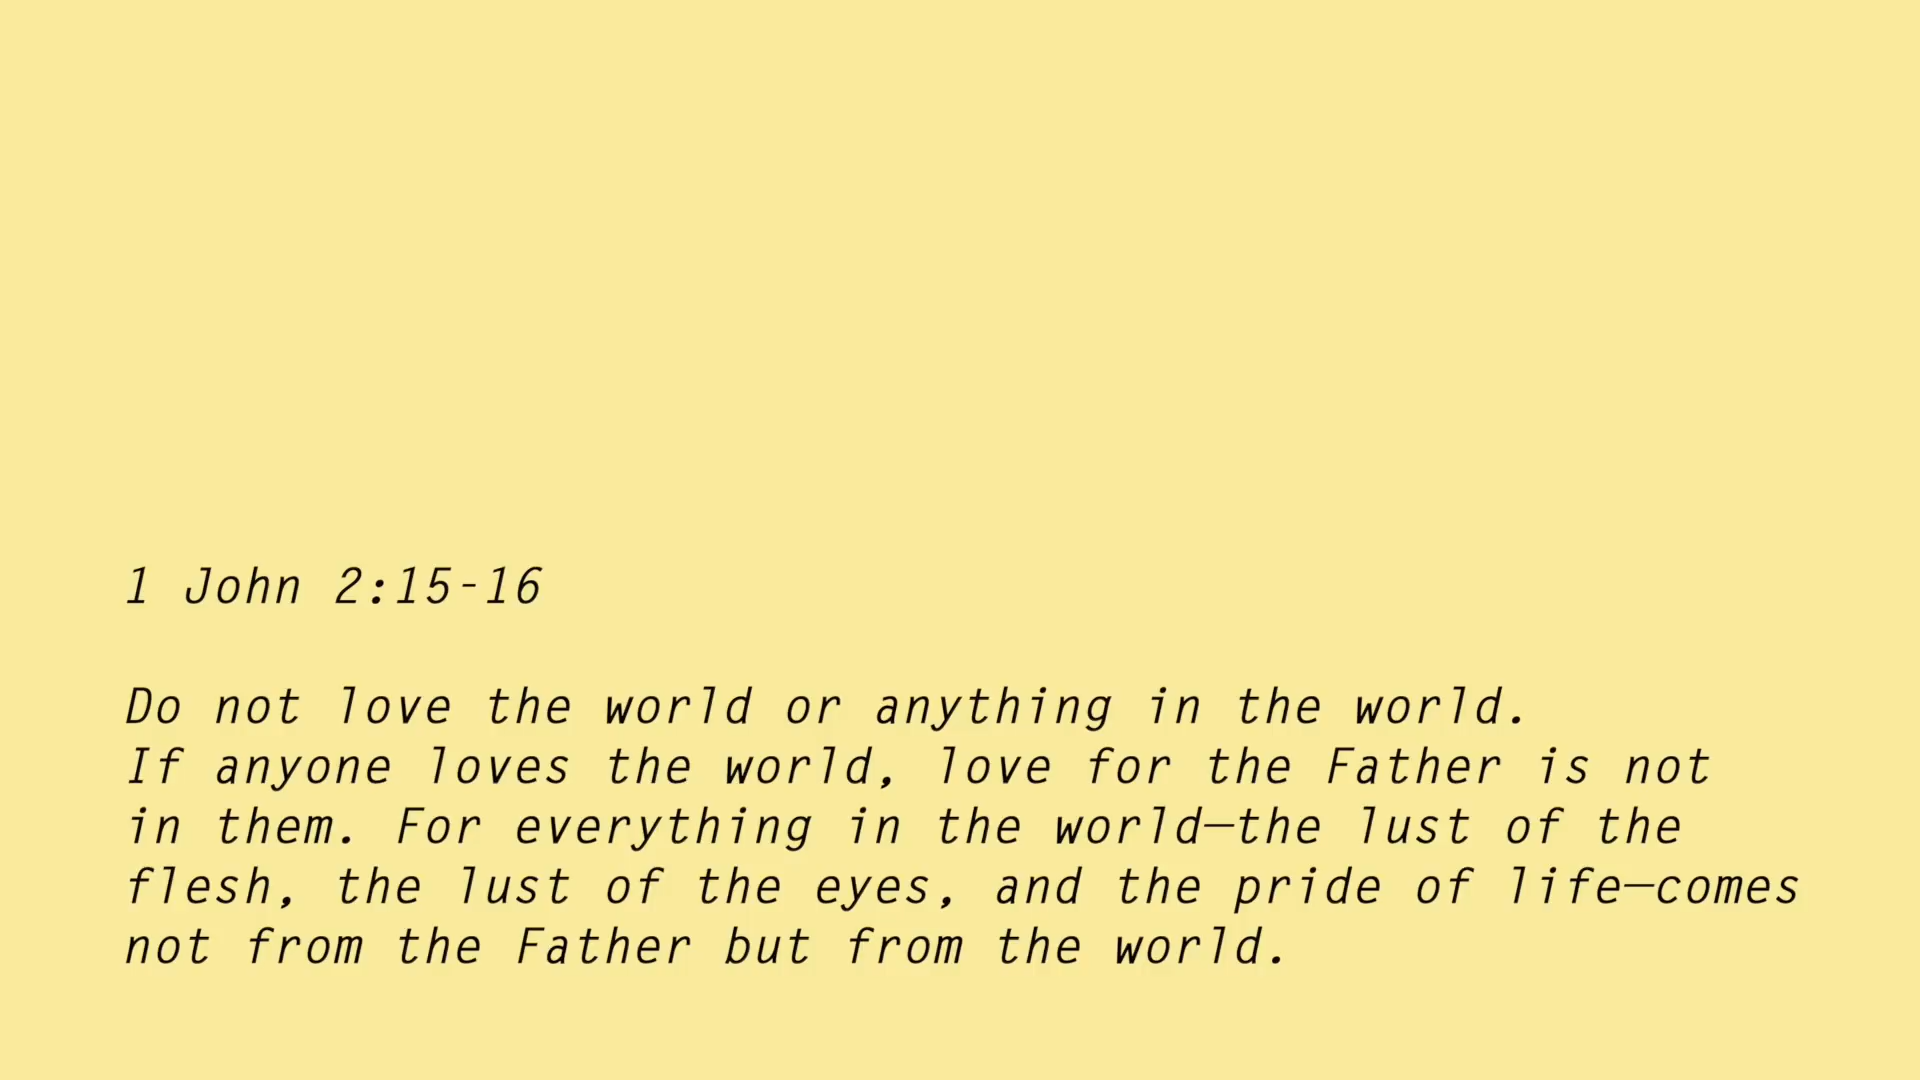 1 John 2:15-16
Do not love the world or anything in the world.
If anyone loves the world, love for the Father is not
in them. For everything in the world—the lust of the
flesh, the lust of the eyes, and the pride of life—comes
not from the Father but from the world.